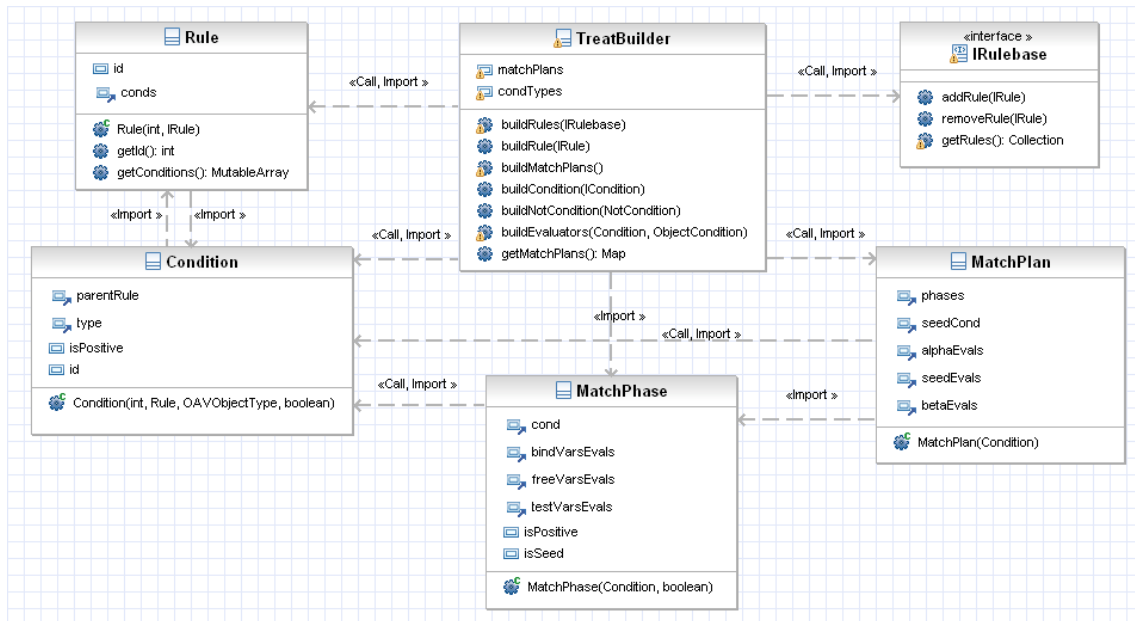 Rule
id
conds
Rule(int, IRule)
getId(): int
getConditions(): MutableArray
«Call, Import »
TreatBuilder
matchPlans
condTypes
buildRules(IRulebase)
buildRule(IRule)
buildMatchPlans()
buildCondition(ICondition)
buildNotCondition(NotCondition)
buildEvaluators(Condition, ObjectCondition)
getMatchPlans(): Map
«Call, Import »
«interface »
IRulebase
addRule(IRule)
removeRule(IRule)
getRules(): Collection
«Import »
«Import »
«Call, Import »
«Call, Import »
Condition
parentRule
type
isPositive
id
Condition(int, Rule, OAVObjectType, boolean)
MatchPlan
phases
seedCond
alphaEvals
seedEvals
betaEvals
MatchPlan(Condition)
«Import »
«Call, Import »
«Call, Import »
«Import »
MatchPhase
cond
bindVarsEvals
freeVarsEvals
testVarsEvals
isPositive
isSeed
MatchPhase(Condition, boolean)